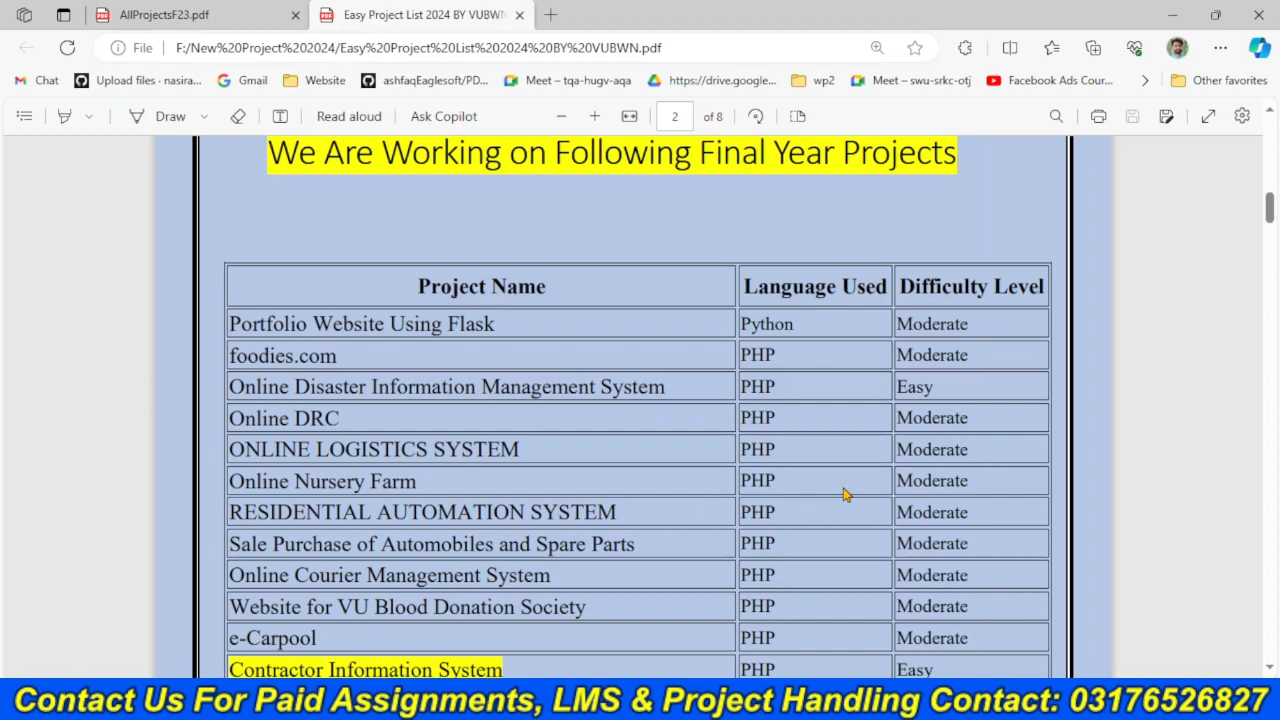 AllProjectsF23.pdf
Easy Project List 2024 BY VUBWN
File F:/New%20Project%202024/Easy%20Project%20List%202024%20BY%20VUBWN.pdf
Chat Upload files · nasira... Gmail Website ashfaqEaglesoft/PD... Meet – tqa-hugv-aqa https://drive.google... wp2 Meet – swu-srkc-otj Facebook Ads Cour... Other favorites
Draw Read aloud Ask Copilot 2 of 8
We Are Working on Following Final Year Projects
Project Name Language Used Difficulty Level
Portfolio Website Using Flask Python Moderate
foodies.com PHP Moderate
Online Disaster Information Management System PHP Easy
Online DRC PHP Moderate
ONLINE LOGISTICS SYSTEM PHP Moderate
Online Nursery Farm PHP Moderate
RESIDENTIAL AUTOMATION SYSTEM PHP Moderate
Sale Purchase of Automobiles and Spare Parts PHP Moderate
Online Courier Management System PHP Moderate
Website for VU Blood Donation Society PHP Moderate
e-Carpool PHP Moderate
Contractor Information System PHP Easy
Contact Us For Paid Assignments, LMS & Project Handling Contact: 03176526827